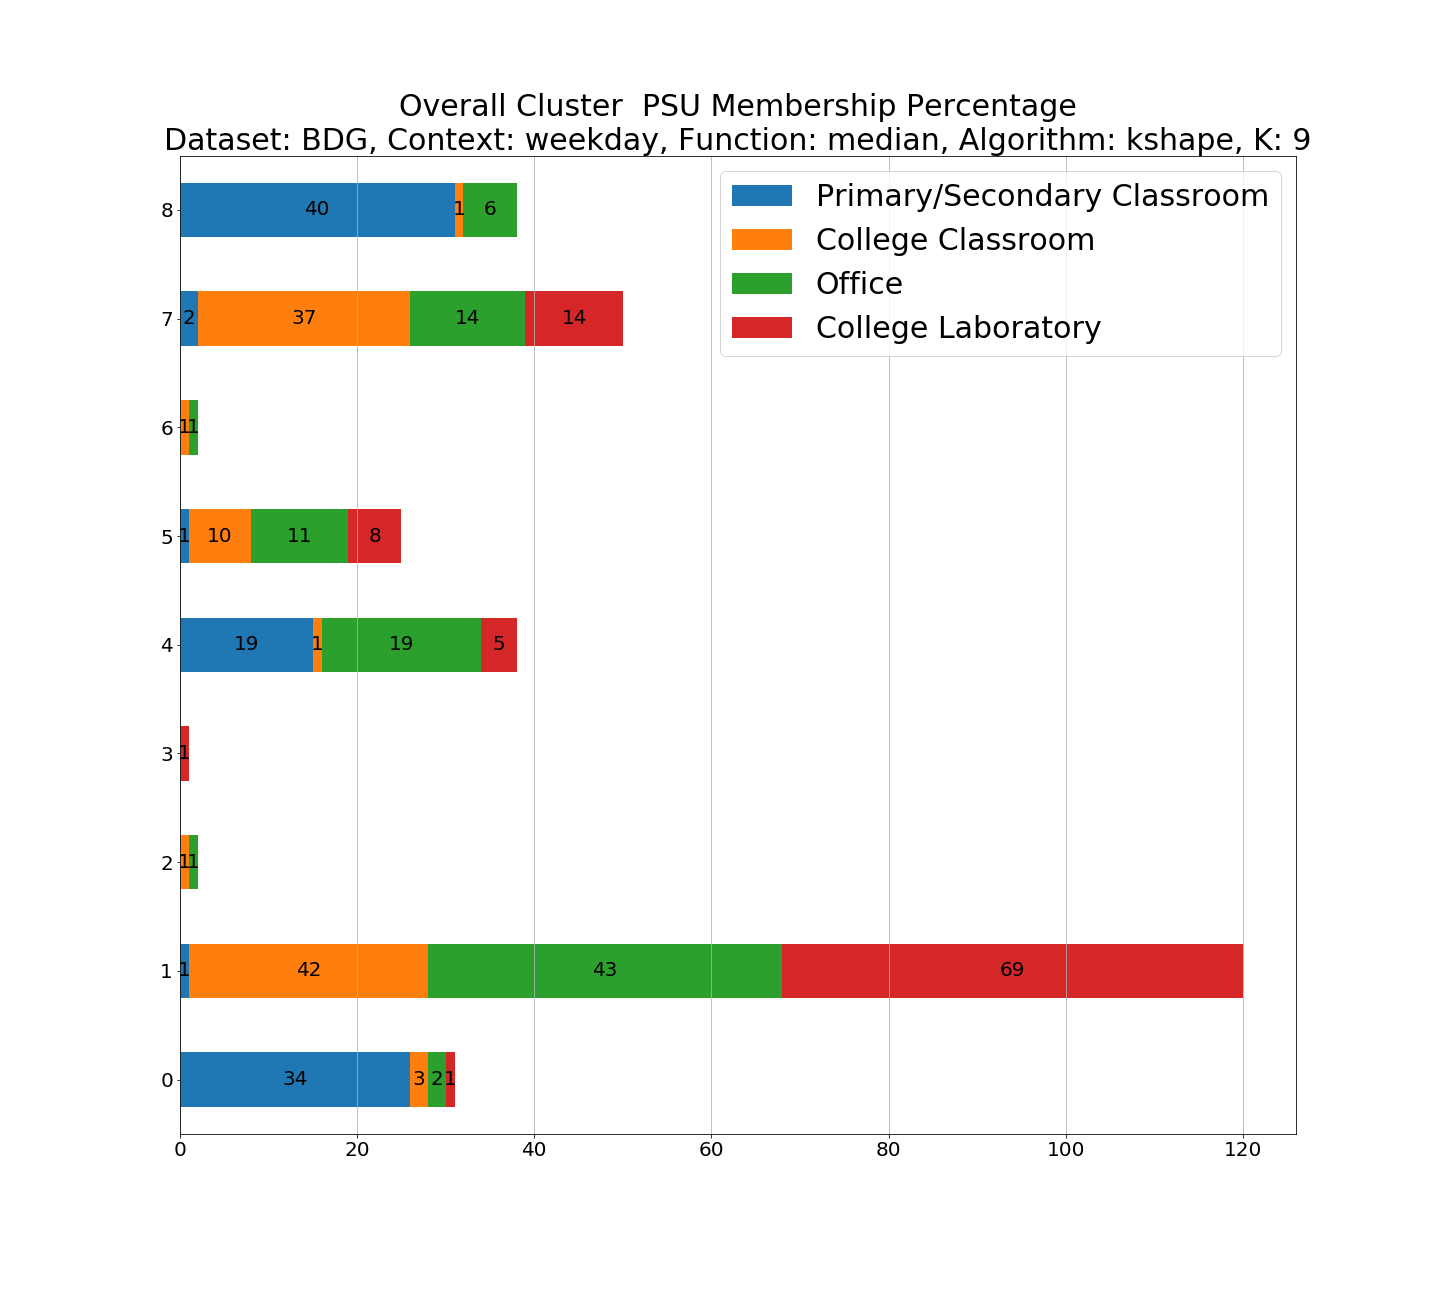 Overall Cluster  PSU Membership Percentage
Dataset: BDG, Context: weekday, Function: median, Algorithm: kshape, K: 9
Primary/Secondary Classroom
College Classroom
Office
College Laboratory
8 40 1 6
7 2 37 14 14
6 1 1
5 1 10 11 8
4 19 1 19 5
3 1
2 1 1
1 1 42 43 69
0 34 3 2 1
0 20 40 60 80 100 120